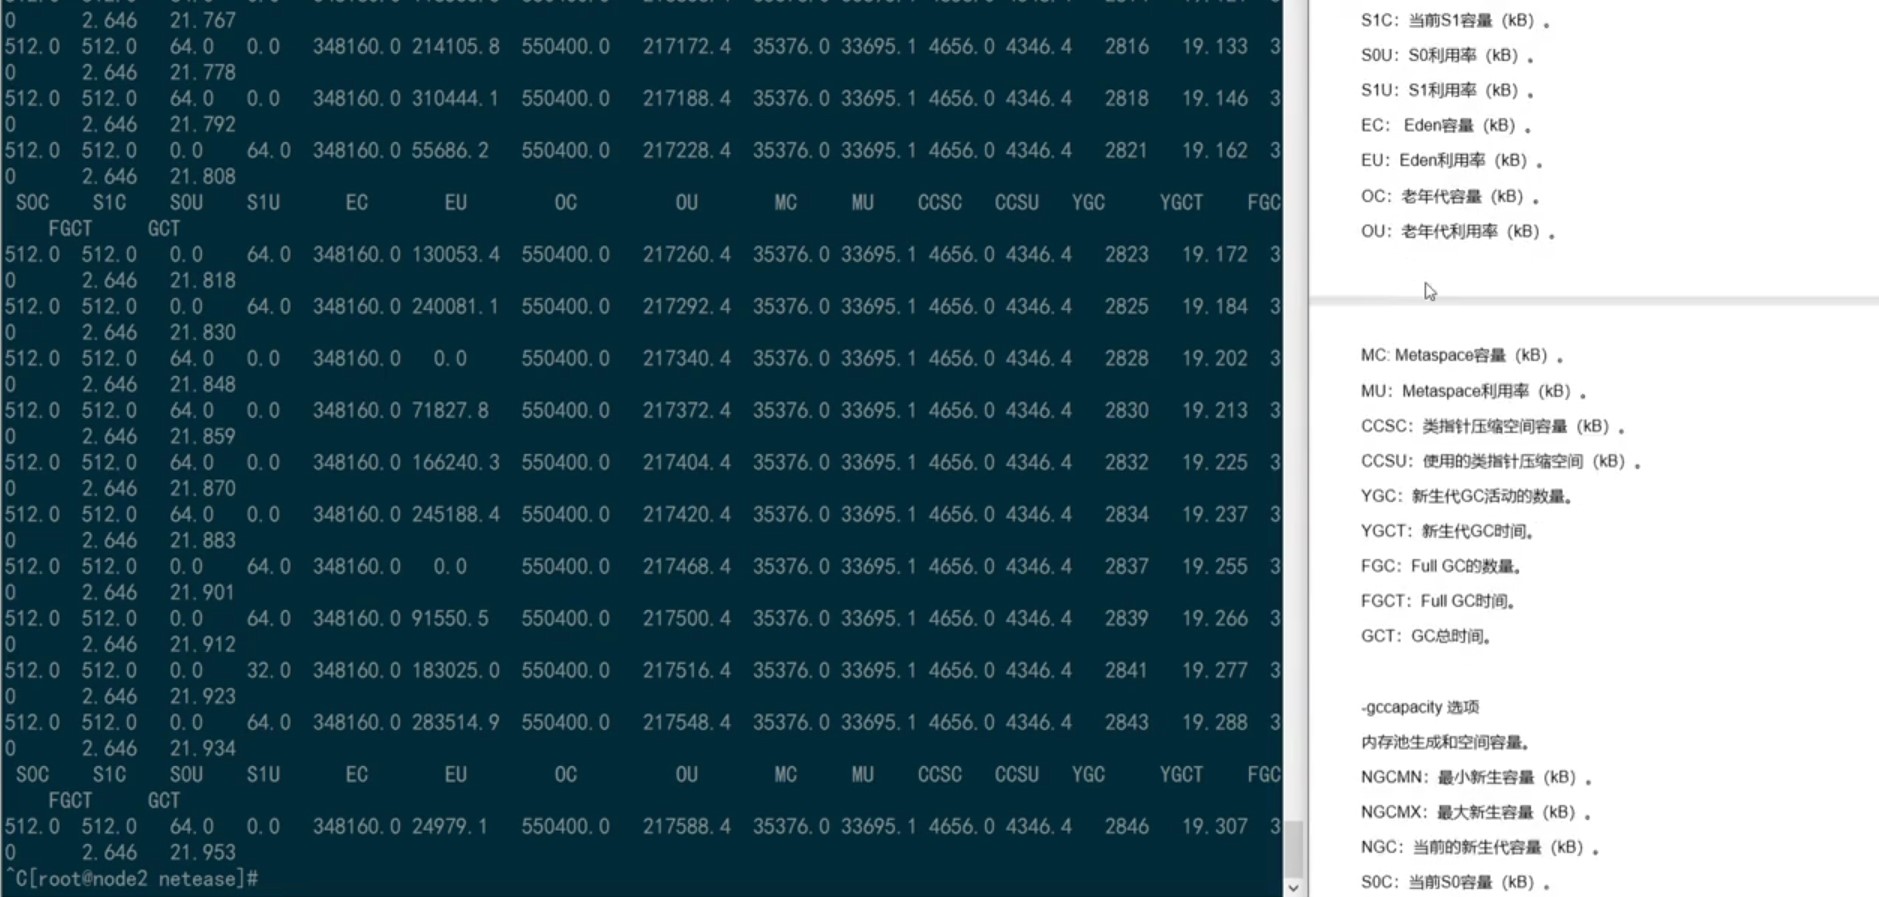 0 2.646 21.767
512.0 512.0 64.0 0.0 348160.0 214105.8 550400.0 217172.4 35376.0 33695.1 4656.0 4346.4 2816 19.133 3
0 2.646 21.778
512.0 512.0 64.0 0.0 348160.0 310444.1 550400.0 217188.4 35376.0 33695.1 4656.0 4346.4 2818 19.146 3
0 2.646 21.792
512.0 512.0 0.0 64.0 348160.0 55686.2 550400.0 217228.4 35376.0 33695.1 4656.0 4346.4 2821 19.162 3
0 2.646 21.808
S0C S1C S0U S1U EC EU OC OU MC MU CCSC CCSU YGC YGCT FGC
FGCT GCT
512.0 512.0 0.0 64.0 348160.0 130053.4 550400.0 217260.4 35376.0 33695.1 4656.0 4346.4 2823 19.172 3
0 2.646 21.818
512.0 512.0 0.0 64.0 348160.0 240081.1 550400.0 217292.4 35376.0 33695.1 4656.0 4346.4 2825 19.184 3
0 2.646 21.830
512.0 512.0 64.0 0.0 348160.0 0.0 550400.0 217340.4 35376.0 33695.1 4656.0 4346.4 2828 19.202 3
0 2.646 21.848
512.0 512.0 64.0 0.0 348160.0 71827.8 550400.0 217372.4 35376.0 33695.1 4656.0 4346.4 2830 19.213 3
0 2.646 21.859
512.0 512.0 64.0 0.0 348160.0 166240.3 550400.0 217404.4 35376.0 33695.1 4656.0 4346.4 2832 19.225 3
0 2.646 21.870
512.0 512.0 64.0 0.0 348160.0 245188.4 550400.0 217420.4 35376.0 33695.1 4656.0 4346.4 2834 19.237 3
0 2.646 21.883
512.0 512.0 0.0 64.0 348160.0 0.0 550400.0 217468.4 35376.0 33695.1 4656.0 4346.4 2837 19.255 3
0 2.646 21.901
512.0 512.0 0.0 64.0 348160.0 91550.5 550400.0 217500.4 35376.0 33695.1 4656.0 4346.4 2839 19.266 3
0 2.646 21.912
512.0 512.0 0.0 32.0 348160.0 183025.0 550400.0 217516.4 35376.0 33695.1 4656.0 4346.4 2841 19.277 3
0 2.646 21.923
512.0 512.0 0.0 64.0 348160.0 283514.9 550400.0 217548.4 35376.0 33695.1 4656.0 4346.4 2843 19.288 3
0 2.646 21.934
S0C S1C S0U S1U EC EU OC OU MC MU CCSC CCSU YGC YGCT FGC
FGCT GCT
512.0 512.0 64.0 0.0 348160.0 24979.1 550400.0 217588.4 35376.0 33695.1 4656.0 4346.4 2846 19.307 3
0 2.646 21.953
^C[root@node2 netease]#
S1C：当前S1容量（kB）。
S0U：S0利用率（kB）。
S1U：S1利用率（kB）。
EC： Eden容量（kB）。
EU：Eden利用率（kB）。
OC：老年代容量（kB）。
OU：老年代利用率（kB）。
MC: Metaspace容量（kB）。
MU：Metaspace利用率（kB）。
CCSC：类指针压缩空间容量（kB）。
CCSU：使用的类指针压缩空间（kB）。
YGC：新生代GC活动的数量。
YGCT：新生代GC时间。
FGC：Full GC的数量。
FGCT：Full GC时间。
GCT：GC总时间。
-gccapacity 选项
内存池生成和空间容量。
NGCMN：最小新生容量（kB）。
NGCMX：最大新生容量（kB）。
NGC：当前的新生代容量（kB）。
S0C：当前S0容量（kB）。